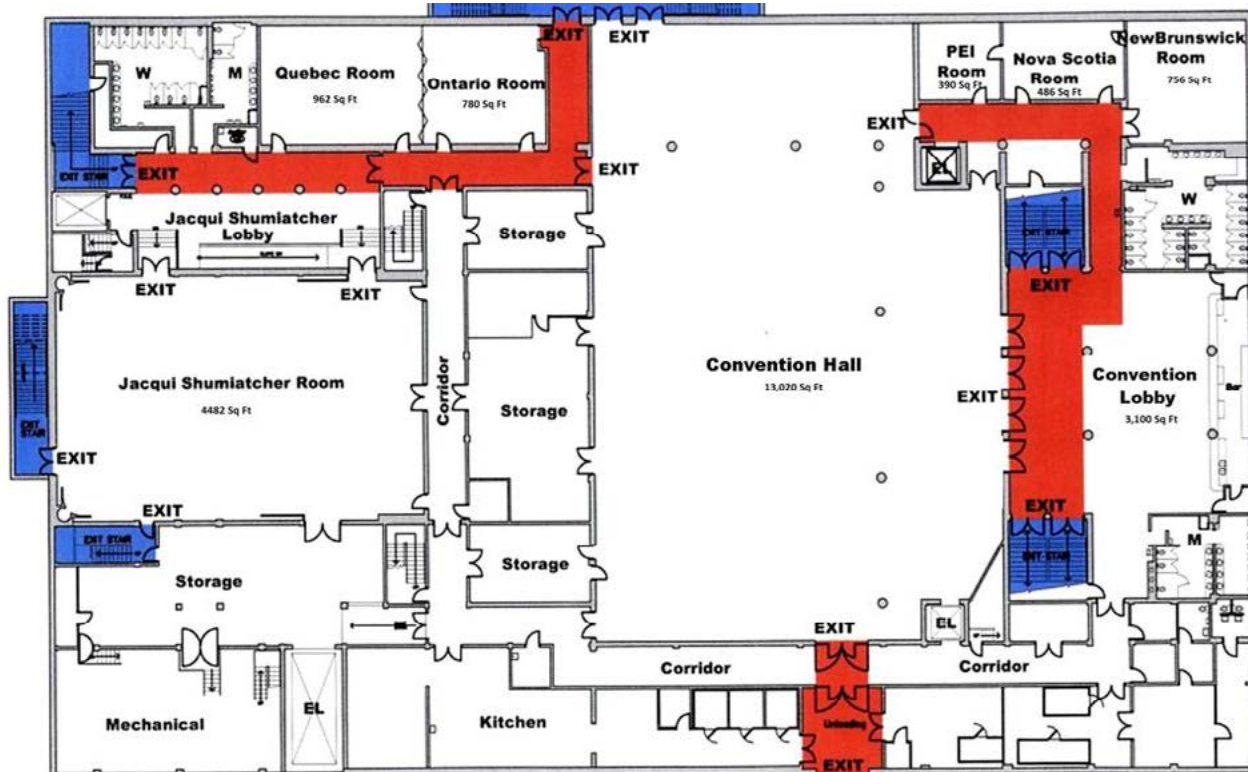 EXIT
EXIT
W
M
Quebec Room
962 Sq Ft
Ontario Room
780 Sq Ft
PEI
Room
390 Sq Ft
Nova Scotia
Room
486 Sq Ft
NewBrunswick
Room
756 Sq Ft
EXIT
EXIT STAIR
EXIT
EXIT
EL
W
Jacqui Shumiatcher
Lobby
Storage
EXIT STAIR
EXIT
EXIT
EXIT
Jacqui Shumiatcher Room
4482 Sq Ft
Corridor
Storage
Convention Hall
13,020 Sq Ft
EXIT
Convention
Lobby
3,100 Sq Ft
Bar
EXIT
STAIR
EXIT
EXIT
EXIT
EXIT STAIR
Storage
Storage
EXIT STAIR
M
EXIT
EL
Corridor
Corridor
Mechanical
EL
Kitchen
Unloading
EXIT